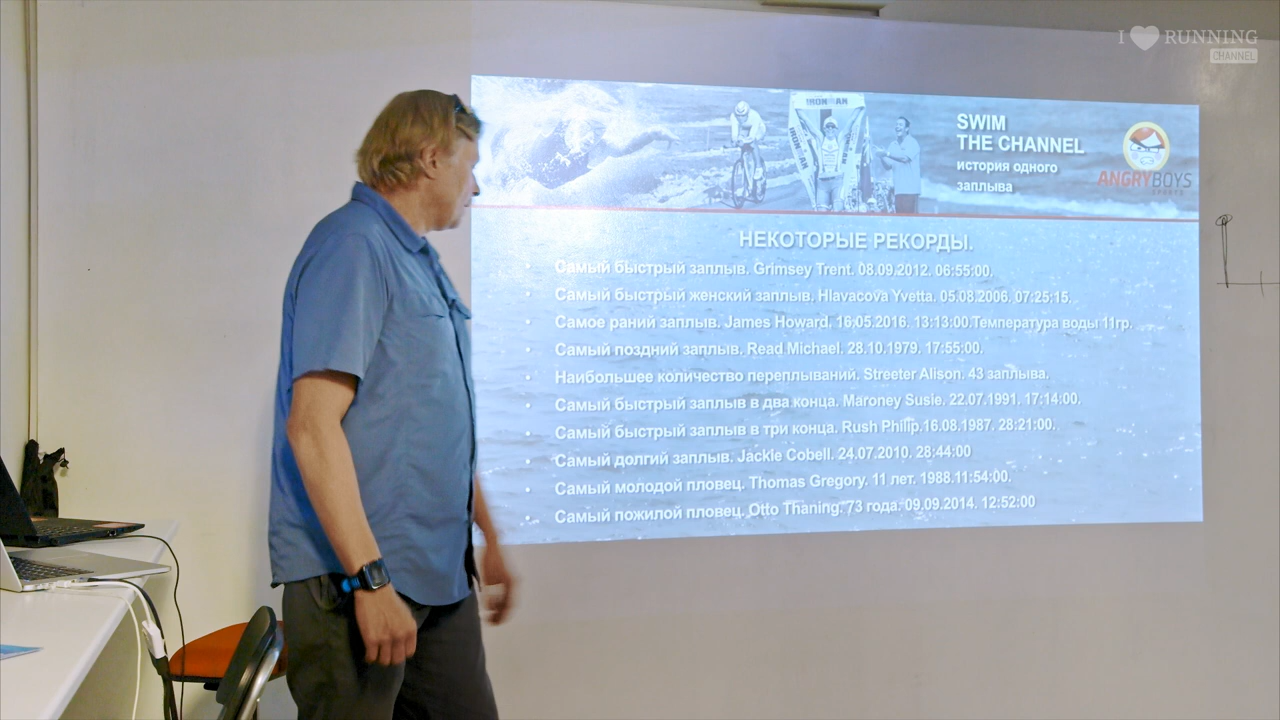 I RUNNING
CHANNEL
IRONMAN
SWIM
THE CHANNEL
история одного
заплыва
ANGRYBOYS
SPORTS
НЕКОТОРЫЕ РЕКОРДЫ.
Самый быстрый заплыв. Grimsey Trent. 08.09.2012. 06:55:00.
Самый быстрый женский заплыв. Hlavacova Yvetta. 05.08.2006. 07:25:15.
Самое раний заплыв. James Howard. 16.05.2016. 13:13:00.Температура воды 11гр.
Самый поздний заплыв. Read Michael. 28.10.1979. 17:55:00.
Наибольшее количество переплываний. Streeter Alison. 43 заплыва.
Самый быстрый заплыв в два конца. Maroney Susie. 22.07.1991. 17:14:00.
Самый быстрый заплыв в три конца. Rush Philip.16.08.1987. 28:21:00.
Самый долгий заплыв. Jackie Cobell. 24.07.2010. 28:44:00
Самый молодой пловец. Thomas Gregory. 11 лет. 1988.11:54:00.
Самый пожилой пловец. Otto Thaning. 73 года. 09.09.2014. 12:52:00